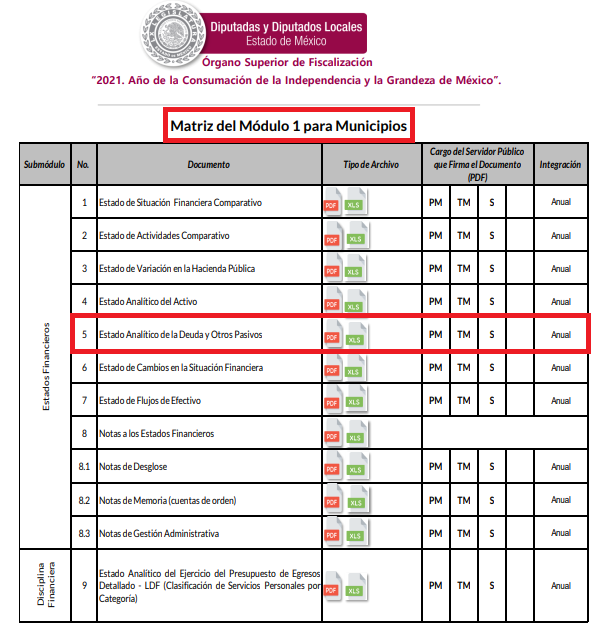 LEGISLATURA
Diputadas y Diputados Locales
Estado de México
Órgano Superior de Fiscalización
"2021. Año de la Consumación de la Independencia y la Grandeza de México".
Matriz del Módulo 1 para Municipios
Submódulo No. Documento Tipo de Archivo Cargo del Servidor Público que Firma el Documento (PDF) Integración
Estados Financieros
1 Estado de Situación Financiera Comparativo PDF XLS PM TM S Anual
2 Estado de Actividades Comparativo PDF XLS PM TM S Anual
3 Estado de Variación en la Hacienda Pública PDF XLS PM TM S Anual
4 Estado Analítico del Activo PDF XLS PM TM S Anual
5 Estado Analítico de la Deuda y Otros Pasivos PDF XLS PM TM S Anual
6 Estado de Cambios en la Situación Financiera PDF XLS PM TM S Anual
7 Estado de Flujos de Efectivo PDF XLS PM TM S Anual
8 Notas a los Estados Financieros PDF XLS
8.1 Notas de Desglose PDF XLS PM TM S Anual
8.2 Notas de Memoria (cuentas de orden) PDF XLS PM TM S Anual
8.3 Notas de Gestión Administrativa PDF XLS PM TM S Anual
Disciplina
Financiera
9 Estado Analítico del Ejercicio del Presupuesto de Egresos
Detallado - LDF (Clasificación de Servicios Personales por
Categoría) PDF XLS PM TM S Anual